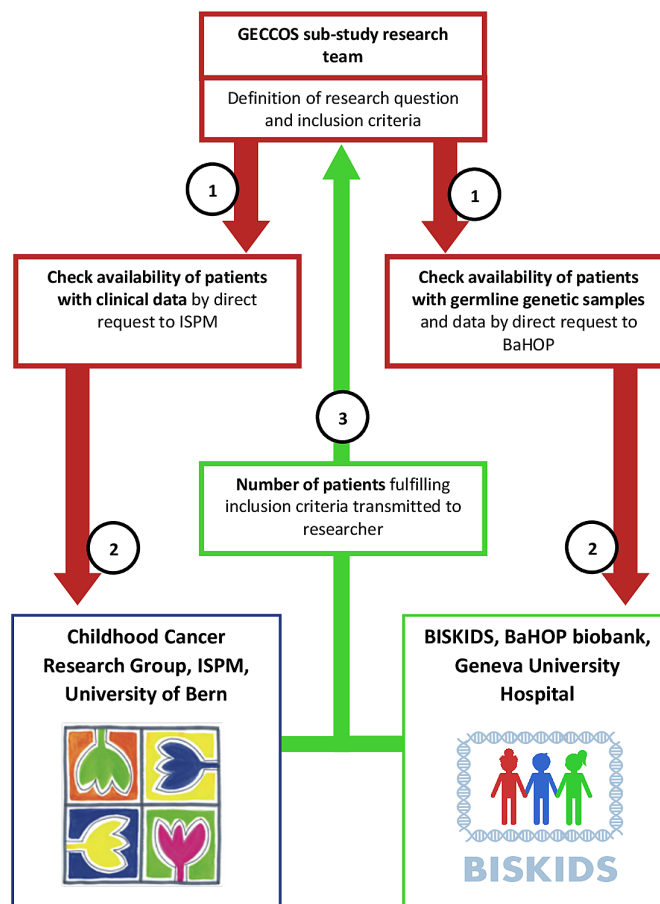 GECCOS sub-study research
team
Definition of research question
and inclusion criteria
1
1
Check availability of patients
with clinical data by direct
request to ISPM
Check availability of patients
with germline genetic samples
and data by direct request to
BaHOP
3
Number of patients fulfilling
inclusion criteria transmitted to
researcher
2
2
Childhood Cancer
Research Group, ISPM,
University of Bern
BISKIDS, BaHOP biobank,
Geneva University
Hospital
BISKIDS